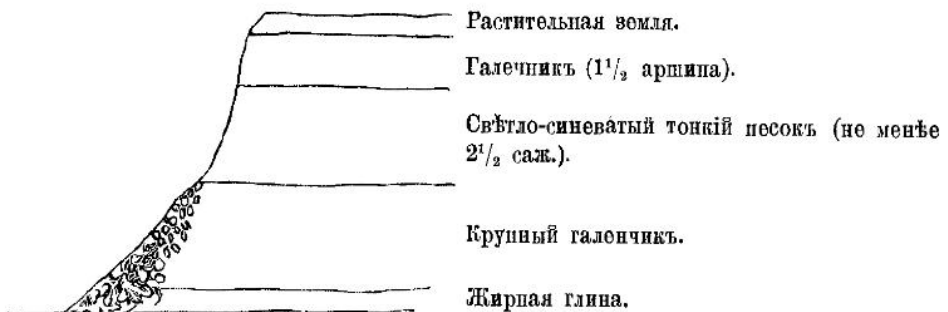 Растительная земля.
Галечникъ (1¹/₂ аршина).
Свѣтло-синеватый тонкій песокъ (не менѣе
2¹/₂ саж.).
Крупный галечникъ.
Жирная глина.